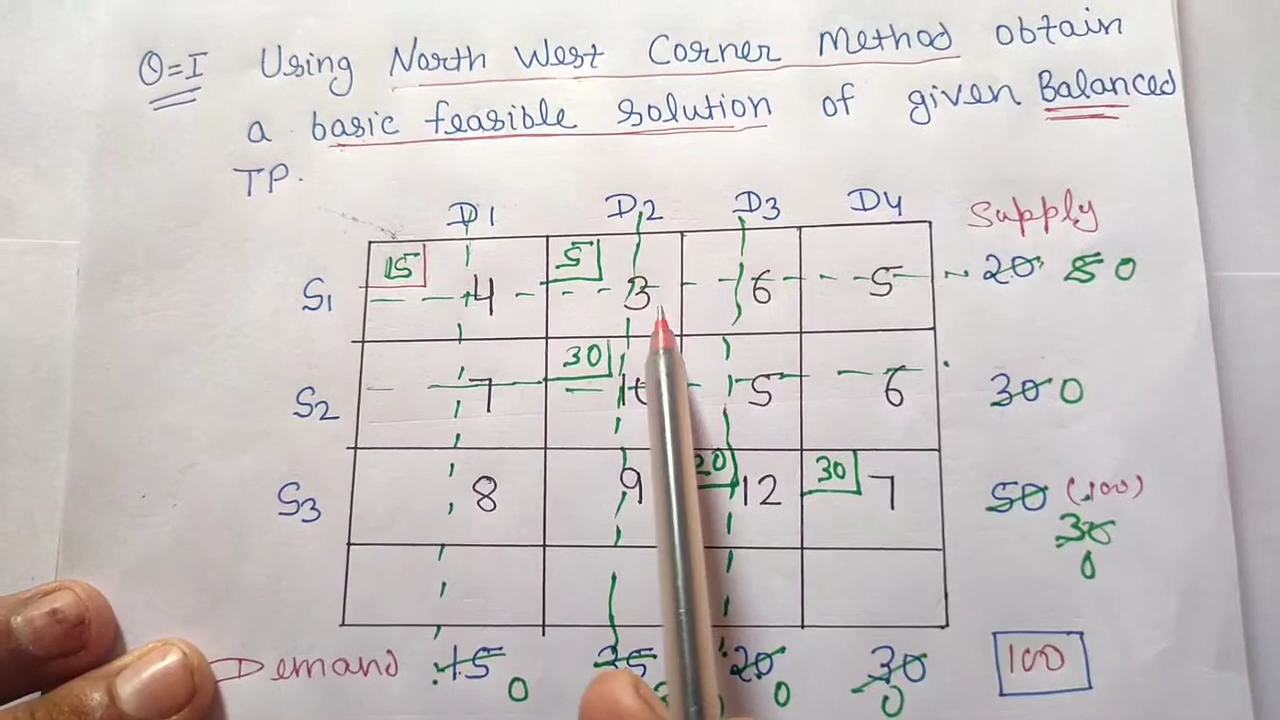 Q=I Using North West Corner Method obtain
a basic feasible solution of given Balanced
TP.
D1 D2 D3 D4 Supply
15 4 5 3 6 5 20 5 0
S1
30 7 5 6 30 0
S2
20 30 8 9 12 7 50 (100)
S3
30
0
Demand 15 0 20 0 30 0 100